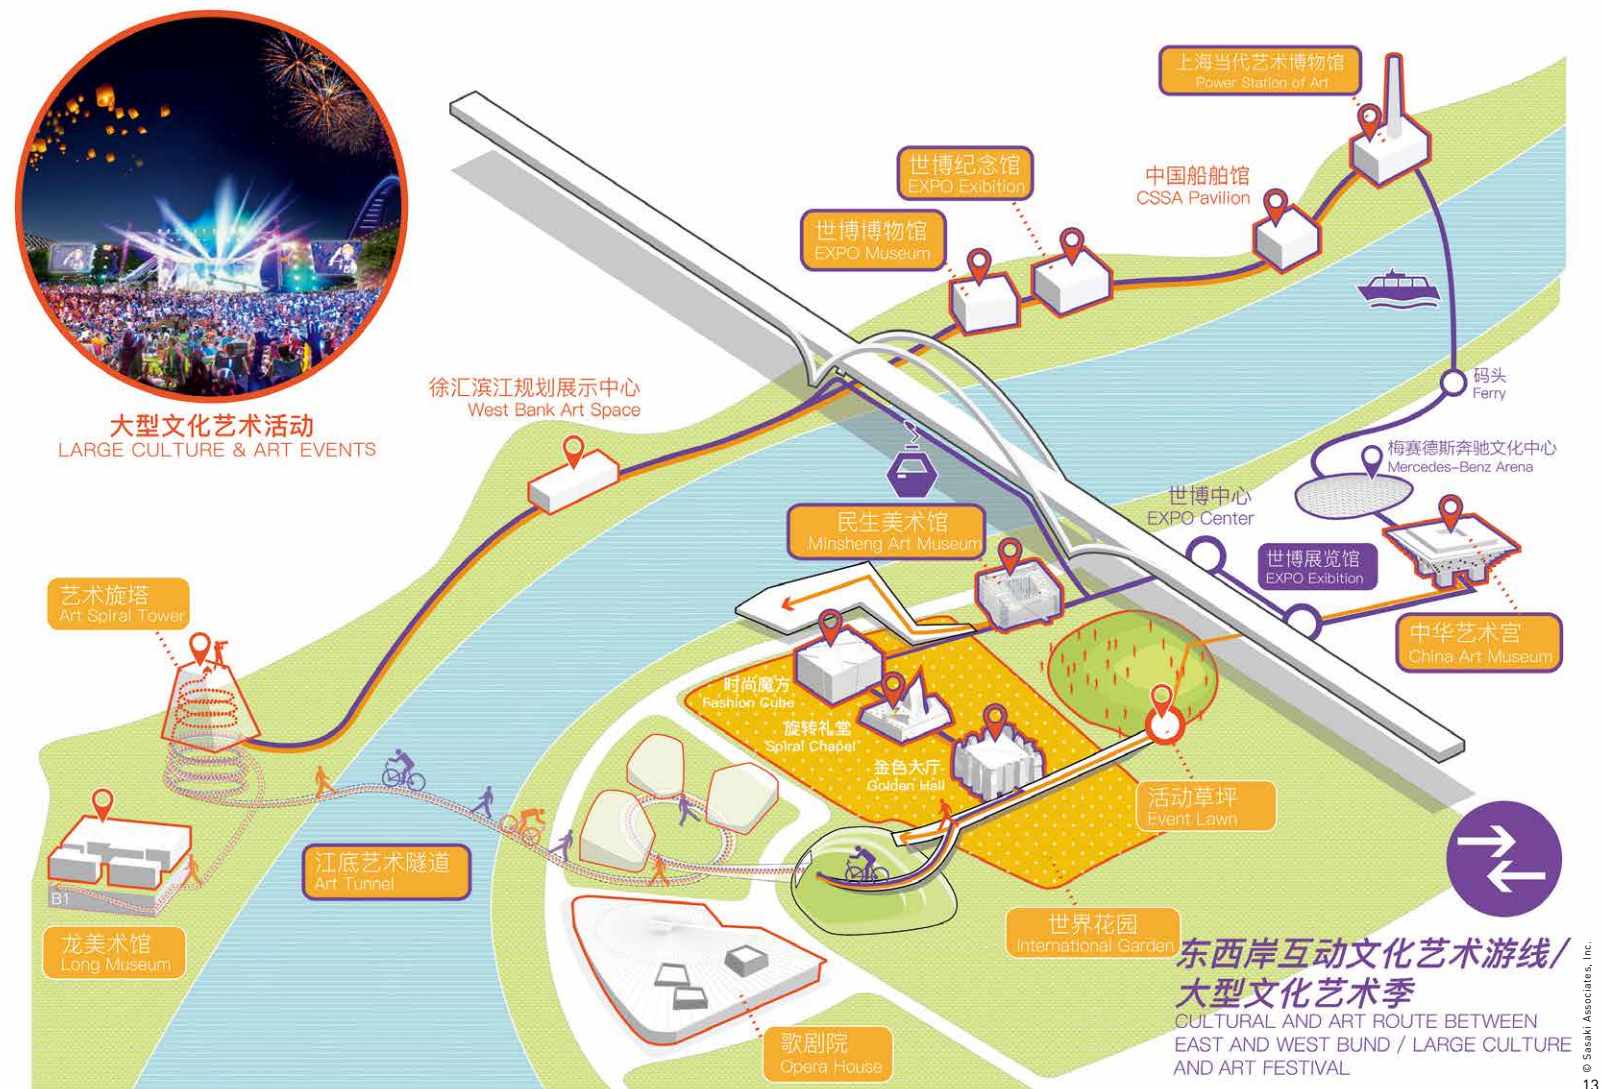 上海当代艺术博物馆
Power Station of Art
世博纪念馆
EXPO Exibition
中国船舶馆
CSSA Pavilion
世博博物馆
EXPO Museum
徐汇滨江规划展示中心
West Bank Art Space
大型文化艺术活动
LARGE CULTURE & ART EVENTS
码头
Ferry
梅赛德斯奔驰文化中心
Mercedes-Benz Arena
世博中心
EXPO Center
民生美术馆
Minsheng Art Museum
世博展览馆
EXPO Exibition
艺术旋塔
Art Spiral Tower
中华艺术宫
China Art Museum
时尚魔方
Fashion Cube
旋转礼堂
Spiral Chapel
金色大厅
Golden Hall
活动草坪
Event Lawn
江底艺术隧道
Art Tunnel
B1
龙美术馆
Long Museum
世界花园
International Garden
歌剧院
Opera House
东西岸互动文化艺术游线/
大型文化艺术季
CULTURAL AND ART ROUTE BETWEEN
EAST AND WEST BUND / LARGE CULTURE
AND ART FESTIVAL
© Sasaki Associates, Inc.
13